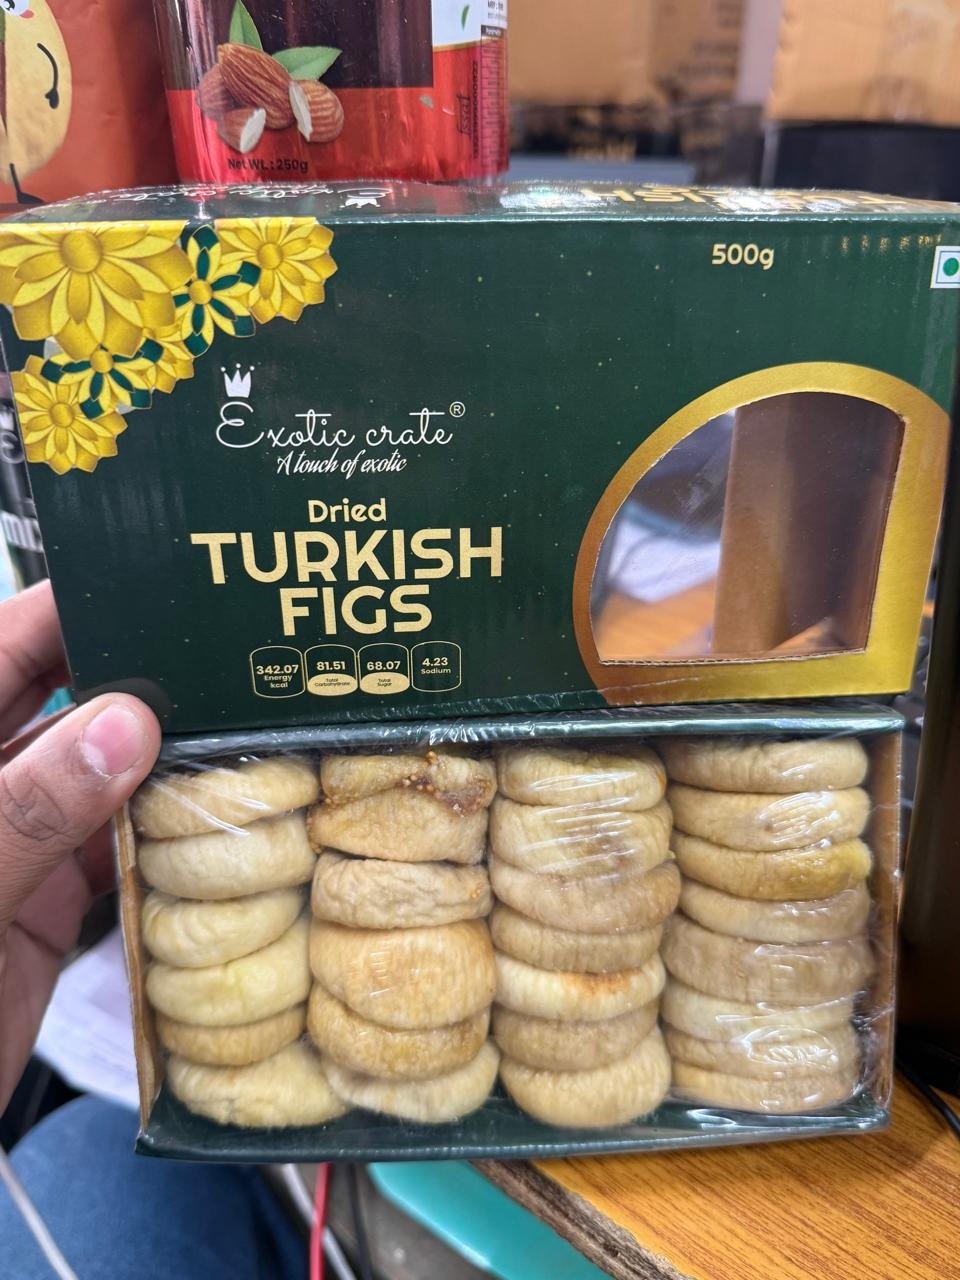 Net Wt.: 250g
500g
Exotic crate®
A touch of exotic
Dried
TURKISH
FIGS
342.07
Energy
kcal
81.51
Total
Carbohydrate
68.07
Total
Sugar
4.23
Sodium